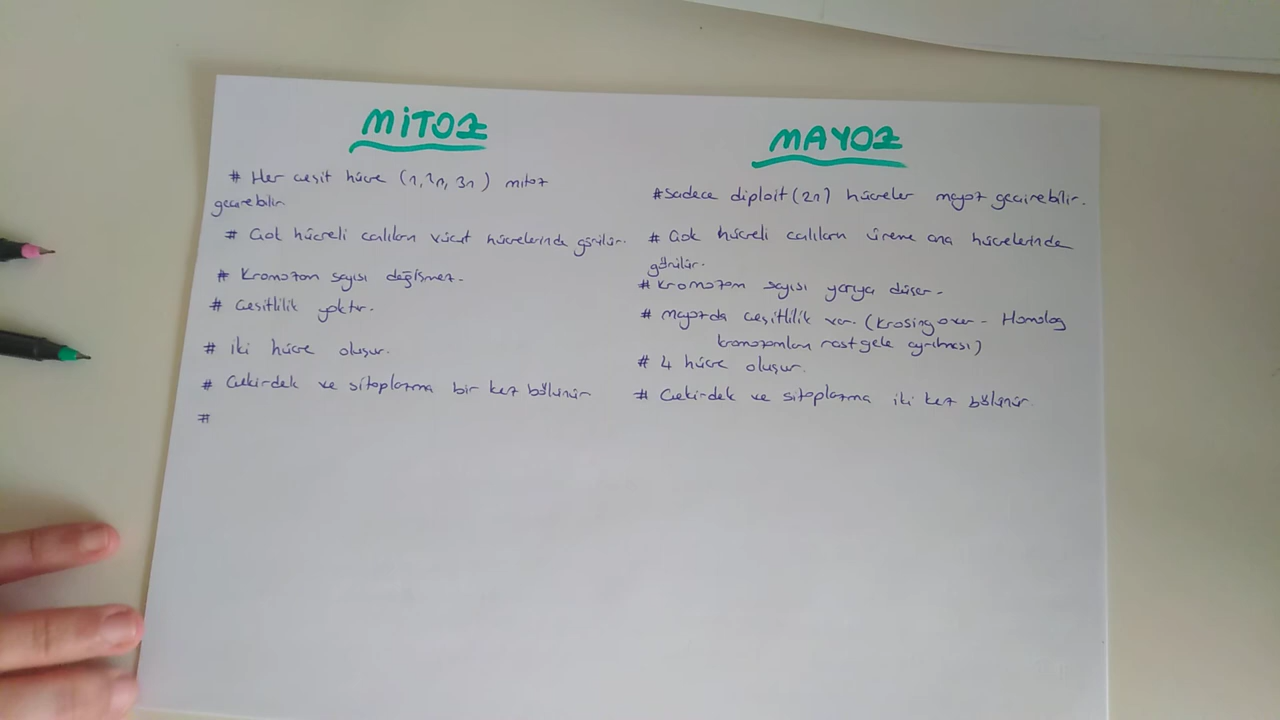 MİTOZ
# Her çeşit hücre (n, 2n, 3n) mitoz
geçirebilir.
# Çok hücreli canlıların vücut hücrelerinde görülür.
# Kromozom sayısı değişmez.
# Çeşitlilik yoktur.
# İki hücre oluşur.
# Çekirdek ve sitoplazma bir kez bölünür
#
MAYOZ
#Sadece diploit (2n) hücreler mayoz geçirebilir.
# Çok hücreli canlıların üreme ana hücrelerinde
görülür.
# Kromozom sayısı yarıya düşer.
# Mayozda çeşitlilik var. (Krosing over - Homolog
kromozomların rastgele ayrılması)
# 4 hücre oluşur.
# Çekirdek ve sitoplazma iki kez bölünür.